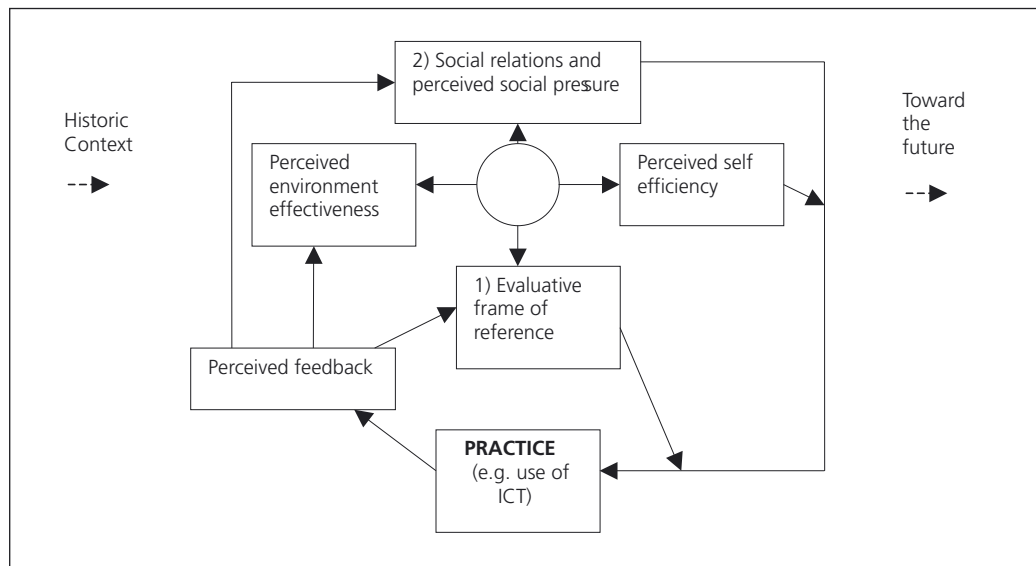 2) Social relations and
perceived social pressure
Historic
Context
Toward
the
future
Perceived
environment
effectiveness
Perceived self
efficiency
1) Evaluative
frame of
reference
Perceived feedback
PRACTICE
(e.g. use of
ICT)